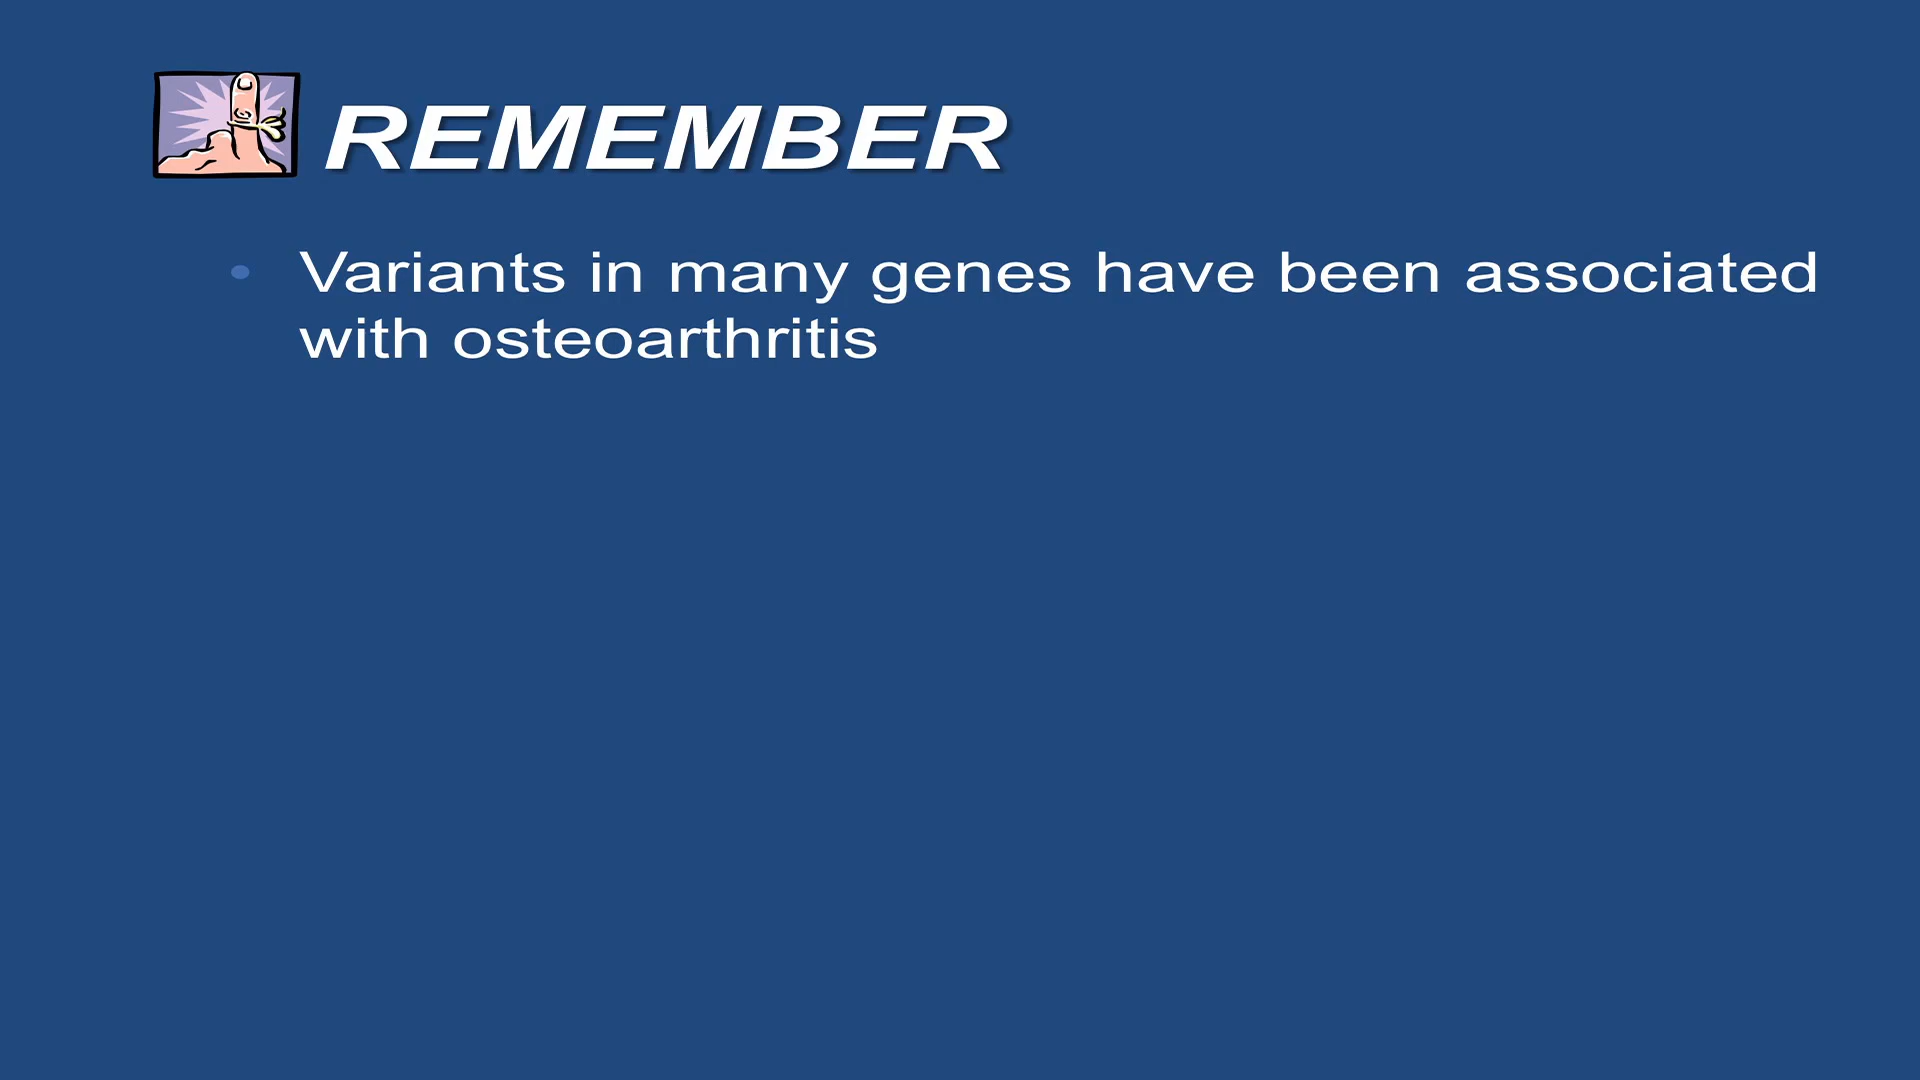 REMEMBER
• Variants in many genes have been associated
with osteoarthritis